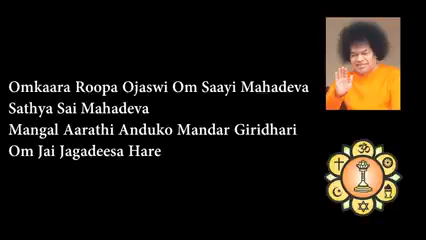 Omkaara Roopa Ojaswi Om Saayi Mahadeva
Sathya Sai Mahadeva
Mangal Aarathi Anduko Mandar Giridhari
Om Jai Jagadeesa Hare